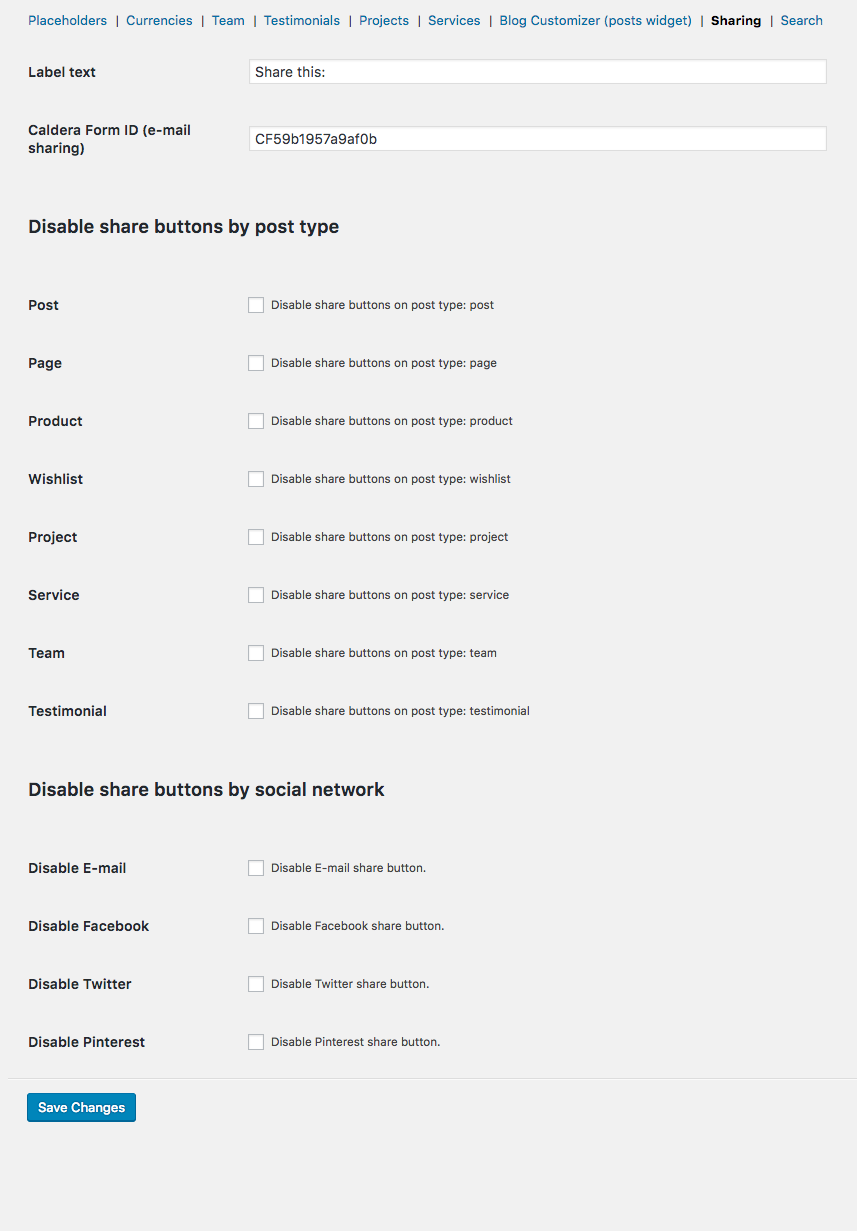 Placeholders | Currencies | Team | Testimonials | Projects | Services | Blog Customizer (posts widget) | Sharing | Search
Label text
Share this:
Caldera Form ID (e-mail
sharing)
CF59b1957a9af0b
Disable share buttons by post type
Post
Disable share buttons on post type: post
Page
Disable share buttons on post type: page
Product
Disable share buttons on post type: product
Wishlist
Disable share buttons on post type: wishlist
Project
Disable share buttons on post type: project
Service
Disable share buttons on post type: service
Team
Disable share buttons on post type: team
Testimonial
Disable share buttons on post type: testimonial
Disable share buttons by social network
Disable E-mail
Disable E-mail share button.
Disable Facebook
Disable Facebook share button.
Disable Twitter
Disable Twitter share button.
Disable Pinterest
Disable Pinterest share button.
Save Changes